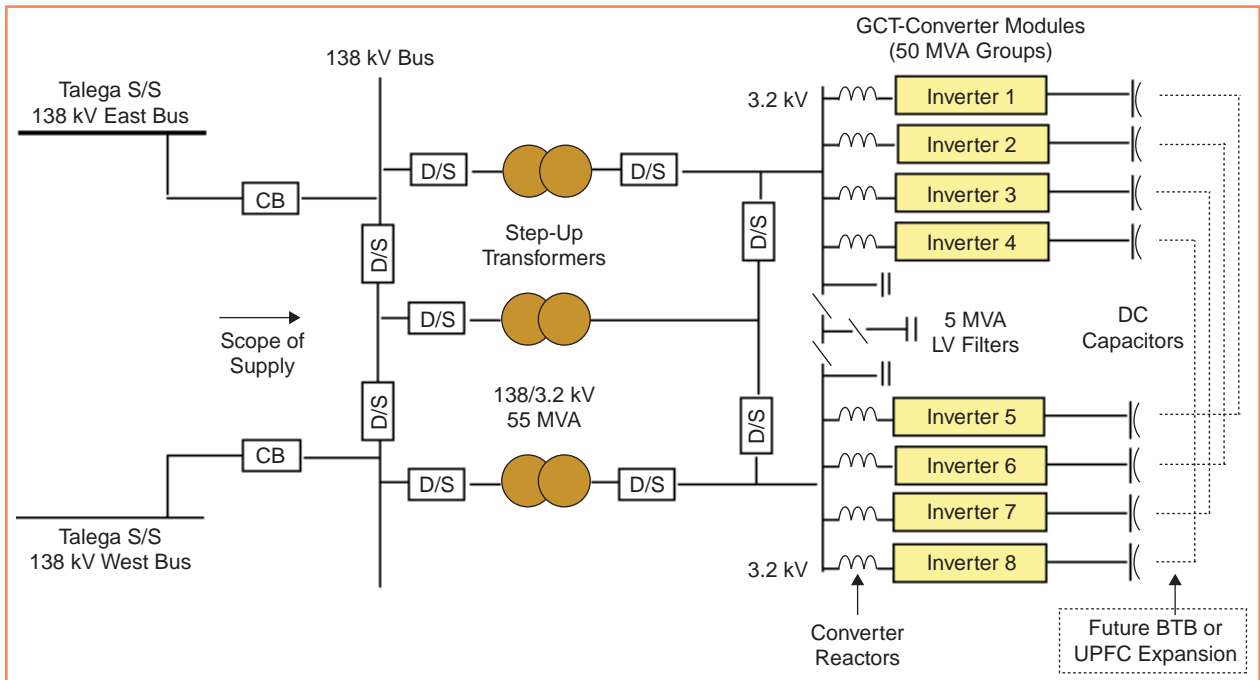 GCT-Converter Modules
(50 MVA Groups)
138 kV Bus
Talega S/S
138 kV East Bus
3.2 kV
Inverter 1
Inverter 2
D/S
D/S
CB
Inverter 3
D/S
D/S
Step-Up
Transformers
Inverter 4
Scope of
Supply
D/S
5 MVA
LV Filters
DC
Capacitors
138/3.2 kV
55 MVA
D/S
D/S
Inverter 5
CB
Inverter 6
D/S
D/S
Inverter 7
Talega S/S
138 kV West Bus
3.2 kV
Inverter 8
Converter
Reactors
Future BTB or
UPFC Expansion